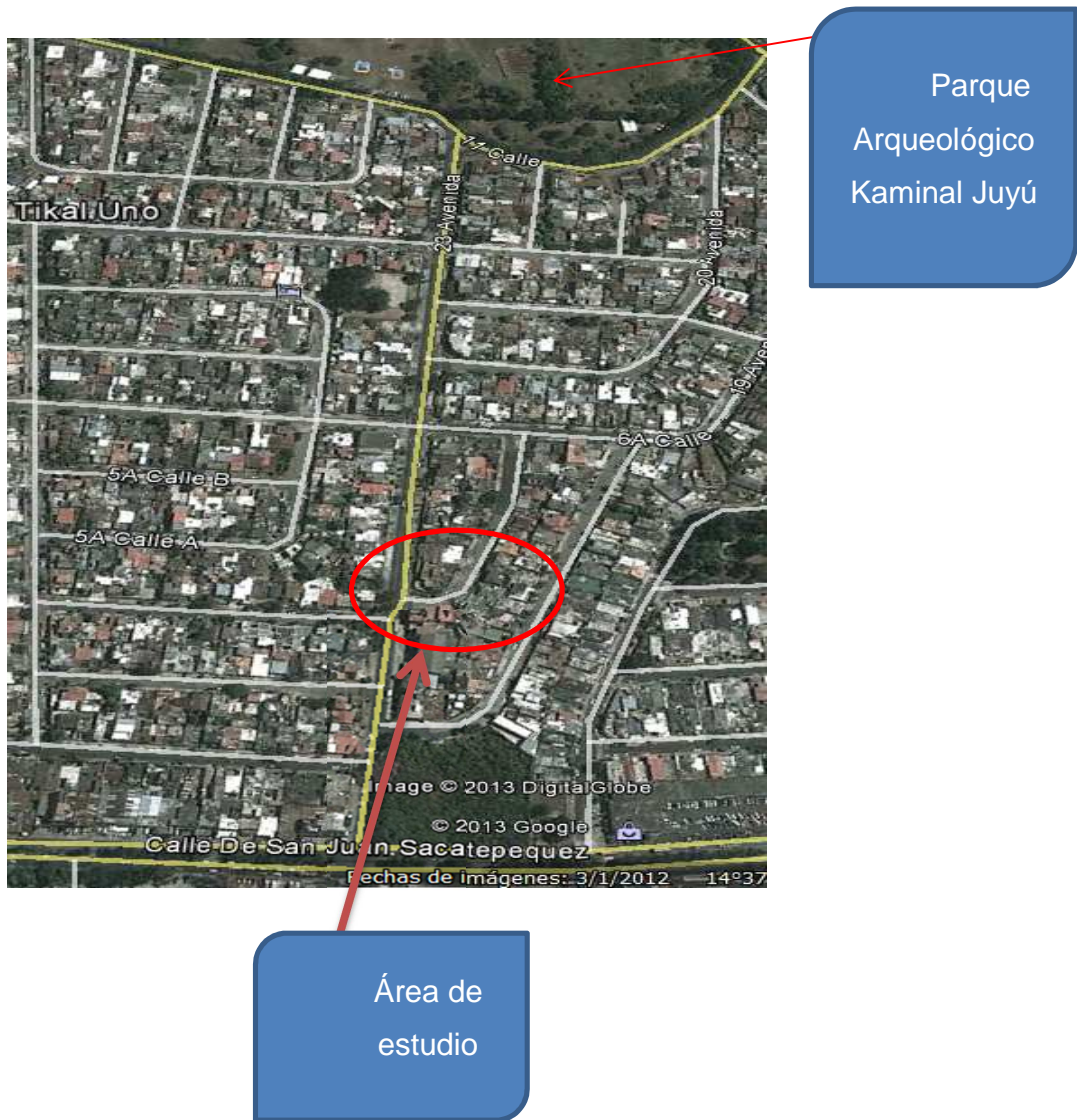 Parque
Arqueológico
Kaminal Juyú
11 Calle
Tikal Uno
23 Avenida
20 Avenida
19 Aven
6A Calle
5A Calle B
5A Calle A
Image © 2013 DigitalGlobe
© 2013 Google
Calle De San Juan Sacatepequez
Fechas de imágenes: 3/1/2012 14°37
Área de
estudio